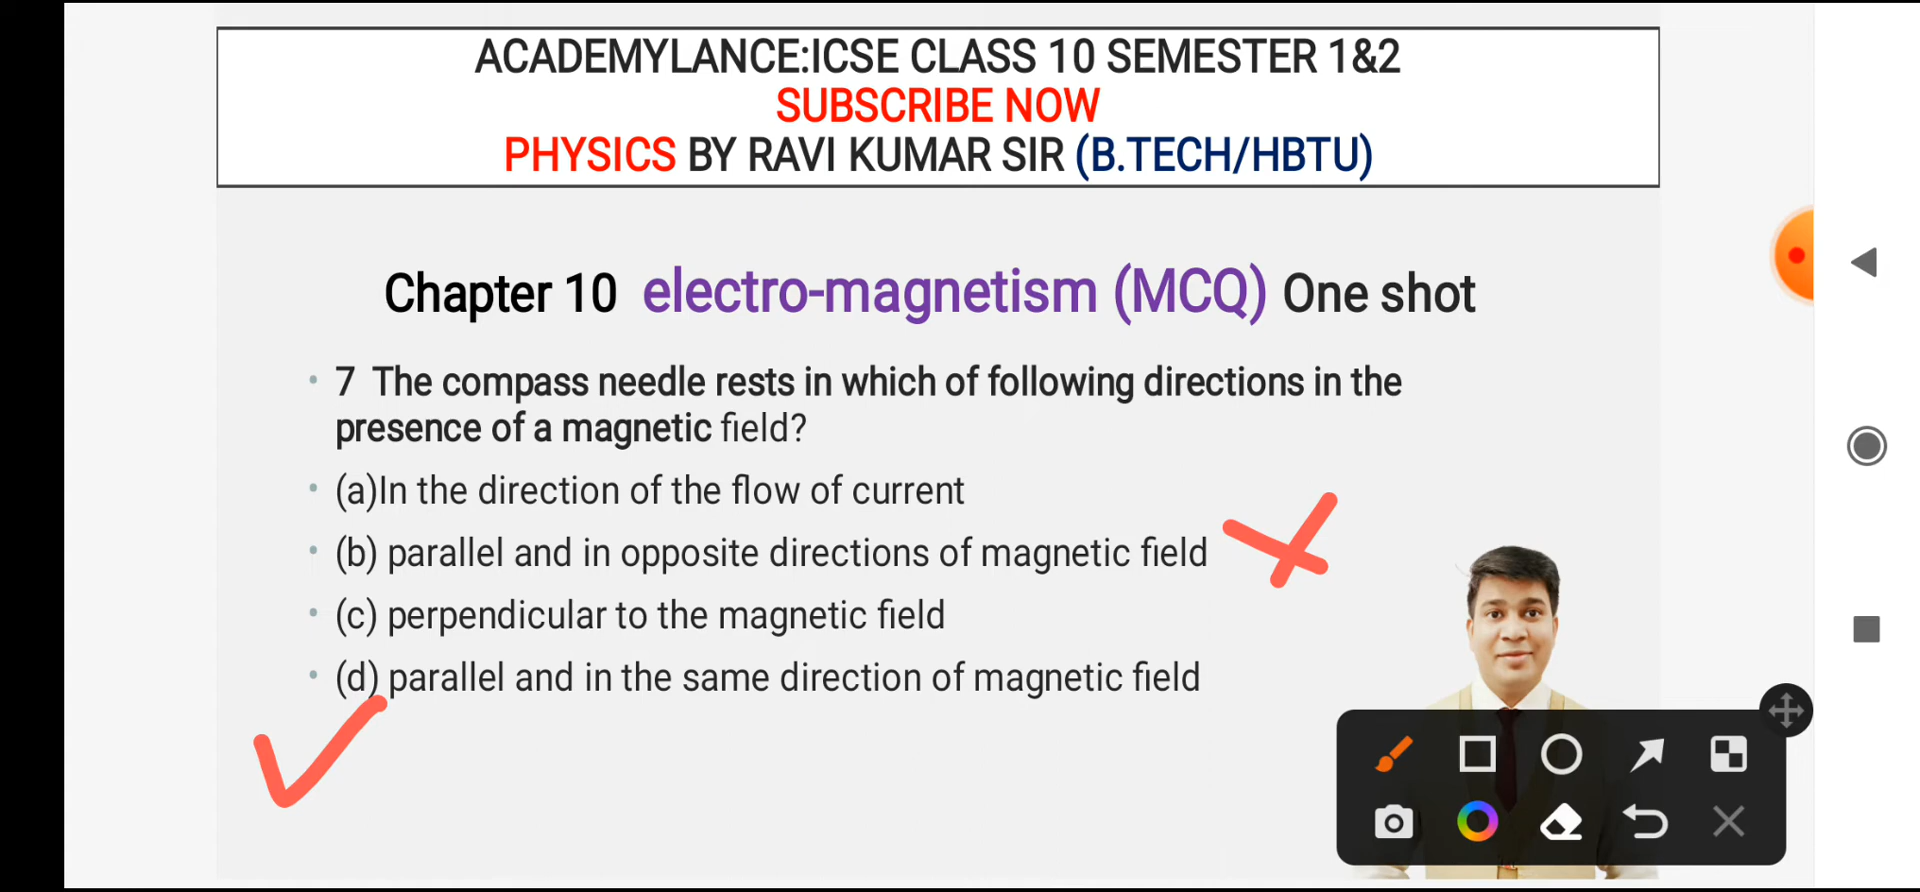 ACADEMYLANCE:ICSE CLASS 10 SEMESTER 1&2
SUBSCRIBE NOW
PHYSICS BY RAVI KUMAR SIR (B.TECH/HBTU)
Chapter 10 electro-magnetism (MCQ) One shot
• 7 The compass needle rests in which of following directions in the
presence of a magnetic field?
• (a)In the direction of the flow of current
• (b) parallel and in opposite directions of magnetic field
• (c) perpendicular to the magnetic field
• (d) parallel and in the same direction of magnetic field